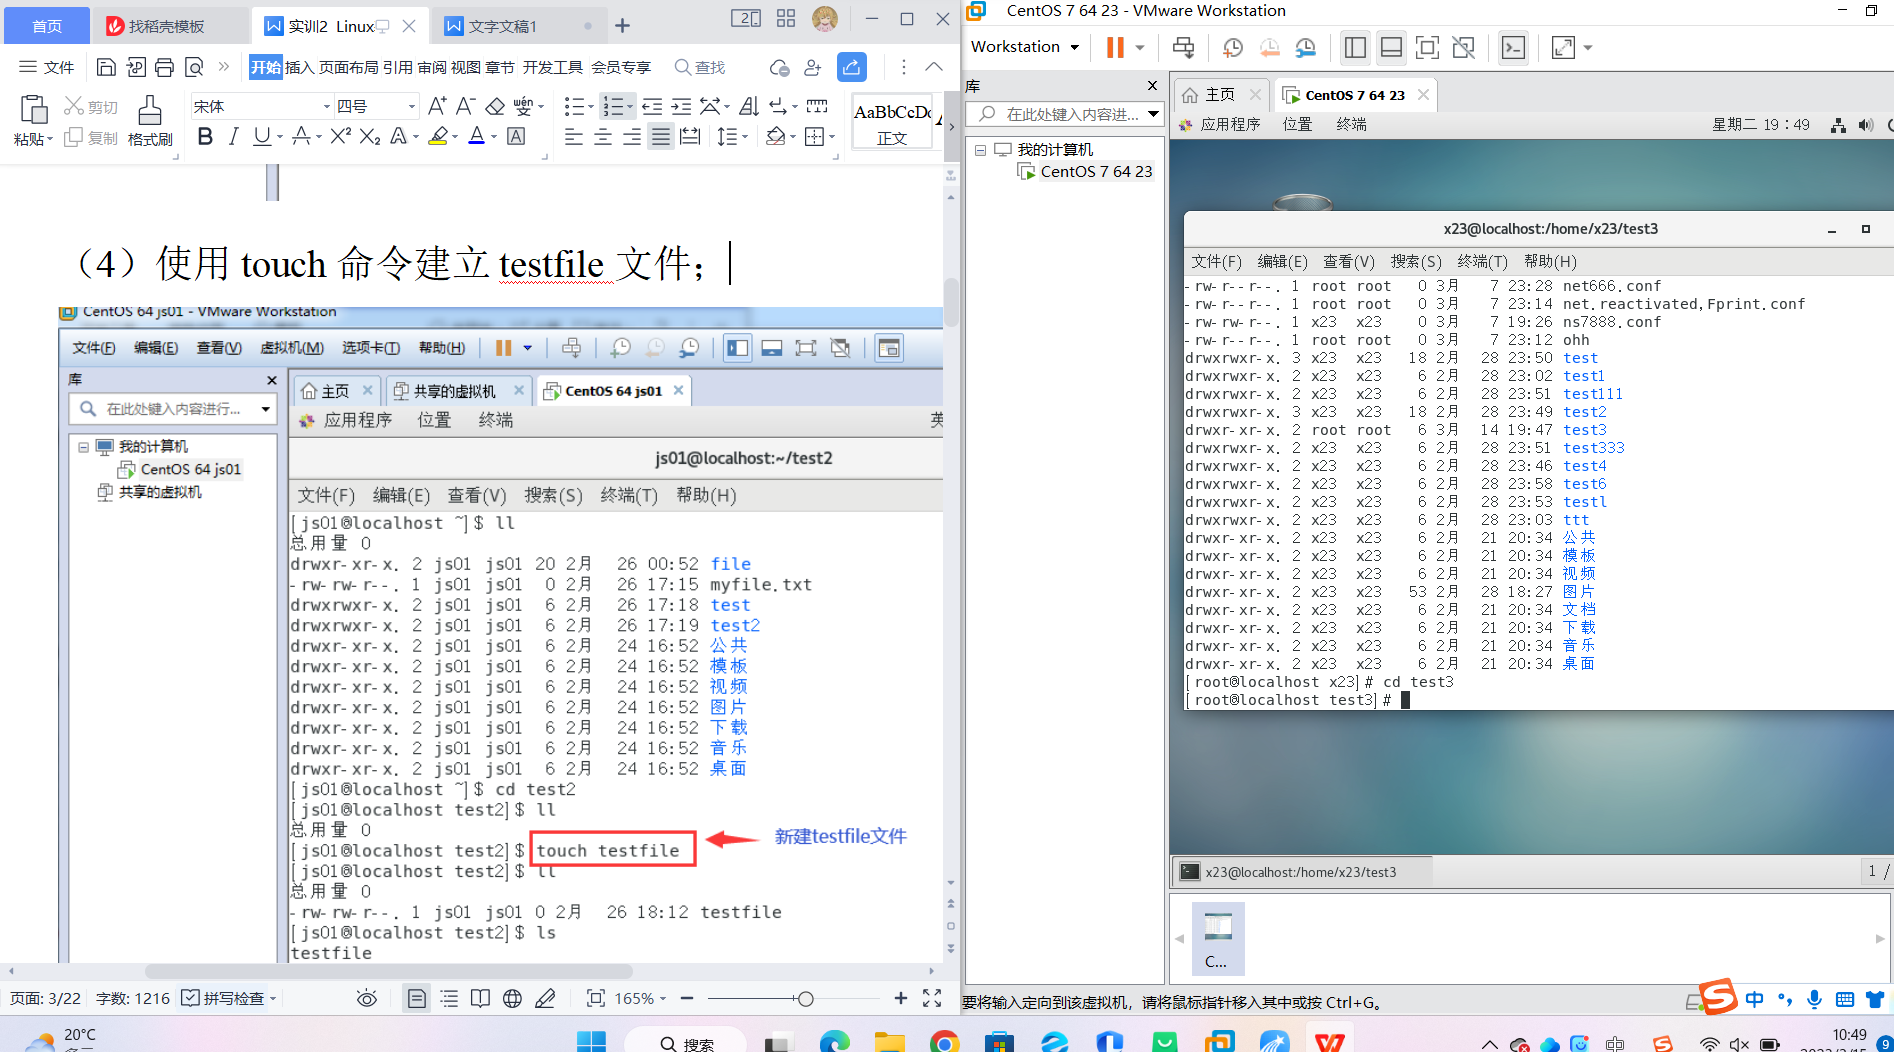 首页
找稻壳模板
实训2 Linux
文字文稿1
文件
开始 插入 页面布局 引用 审阅 视图 章节 开发工具 会员专享
查找
粘贴
剪切
复制
格式刷
宋体
四号
AaBbCcDd
正文
（4）使用 touch 命令建立 testfile 文件；
CentOS 64 js01 - VMware Workstation
文件(F) 编辑(E) 查看(V) 虚拟机(M) 选项卡(T) 帮助(H)
库
在此处键入内容进行...
我的计算机
CentOS 64 js01
共享的虚拟机
主页
共享的虚拟机
CentOS 64 js01
应用程序 位置 终端 英
js01@localhost:~/test2
文件(F) 编辑(E) 查看(V) 搜索(S) 终端(T) 帮助(H)
[js01@localhost ~]$ ll
总用量 0
drwxr-xr-x. 2 js01 js01 20 2月 26 00:52 file
-rw-rw-r--. 1 js01 js01 0 2月 26 17:15 myfile.txt
drwxrwxr-x. 2 js01 js01 6 2月 26 17:18 test
drwxrwxr-x. 2 js01 js01 6 2月 26 17:19 test2
drwxr-xr-x. 2 js01 js01 6 2月 24 16:52 公共
drwxr-xr-x. 2 js01 js01 6 2月 24 16:52 模板
drwxr-xr-x. 2 js01 js01 6 2月 24 16:52 视频
drwxr-xr-x. 2 js01 js01 6 2月 24 16:52 图片
drwxr-xr-x. 2 js01 js01 6 2月 24 16:52 下载
drwxr-xr-x. 2 js01 js01 6 2月 24 16:52 音乐
drwxr-xr-x. 2 js01 js01 6 2月 24 16:52 桌面
[js01@localhost ~]$ cd test2
[js01@localhost test2]$ ll
总用量 0
[js01@localhost test2]$ touch testfile
新建testfile文件
[js01@localhost test2]$ ll
总用量 0
-rw-rw-r--. 1 js01 js01 0 2月 26 18:12 testfile
[js01@localhost test2]$ ls
testfile
页面: 3/22 字数: 1216 拼写检查 165%
CentOS 7 64 23 - VMware Workstation
Workstation
库
在此处键入内容进...
我的计算机
CentOS 7 64 23
主页
CentOS 7 64 23
应用程序 位置 终端 星期二 19：49
x23@localhost:/home/x23/test3
文件(F) 编辑(E) 查看(V) 搜索(S) 终端(T) 帮助(H)
-rw-r--r--. 1 root root 0 3月 7 23:28 net666.conf
-rw-r--r--. 1 root root 0 3月 7 23:14 net.reactivated,Fprint.conf
-rw-rw-r--. 1 x23 x23 0 3月 7 19:26 ns7888.conf
-rw-r--r--. 1 root root 0 3月 7 23:12 ohh
drwxrwxr-x. 3 x23 x23 18 2月 28 23:50 test
drwxrwxr-x. 2 x23 x23 6 2月 28 23:02 test1
drwxrwxr-x. 2 x23 x23 6 2月 28 23:51 test111
drwxrwxr-x. 3 x23 x23 18 2月 28 23:49 test2
drwxr-xr-x. 2 root root 6 3月 14 19:47 test3
drwxrwxr-x. 2 x23 x23 6 2月 28 23:51 test333
drwxrwxr-x. 2 x23 x23 6 2月 28 23:46 test4
drwxrwxr-x. 2 x23 x23 6 2月 28 23:58 test6
drwxrwxr-x. 2 x23 x23 6 2月 28 23:53 testl
drwxrwxr-x. 2 x23 x23 6 2月 28 23:03 ttt
drwxr-xr-x. 2 x23 x23 6 2月 21 20:34 公共
drwxr-xr-x. 2 x23 x23 6 2月 21 20:34 模板
drwxr-xr-x. 2 x23 x23 6 2月 21 20:34 视频
drwxr-xr-x. 2 x23 x23 53 2月 28 18:27 图片
drwxr-xr-x. 2 x23 x23 6 2月 21 20:34 文档
drwxr-xr-x. 2 x23 x23 6 2月 21 20:34 下载
drwxr-xr-x. 2 x23 x23 6 2月 21 20:34 音乐
drwxr-xr-x. 2 x23 x23 6 2月 21 20:34 桌面
[root@localhost x23]# cd test3
[root@localhost test3]#
x23@localhost:/home/x23/test3
1 /
C...
要将输入定向到该虚拟机，请将鼠标指针移入其中或按 Ctrl+G。
中
20°C
搜索
中
10:49
9